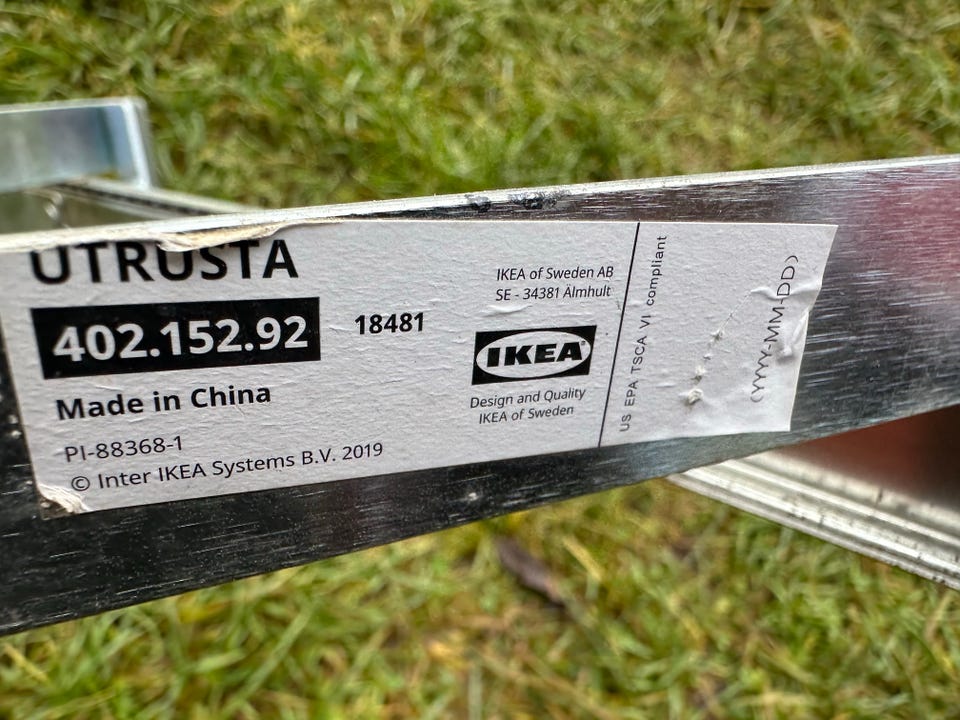 UTRUSTA
402.152.92
18481
Made in China
PI-88368-1
© Inter IKEA Systems B.V. 2019
IKEA of Sweden AB
SE - 34381 Älmhult
IKEA®
Design and Quality
IKEA of Sweden
US EPA TSCA VI compliant
(YYYY-MM-DD)